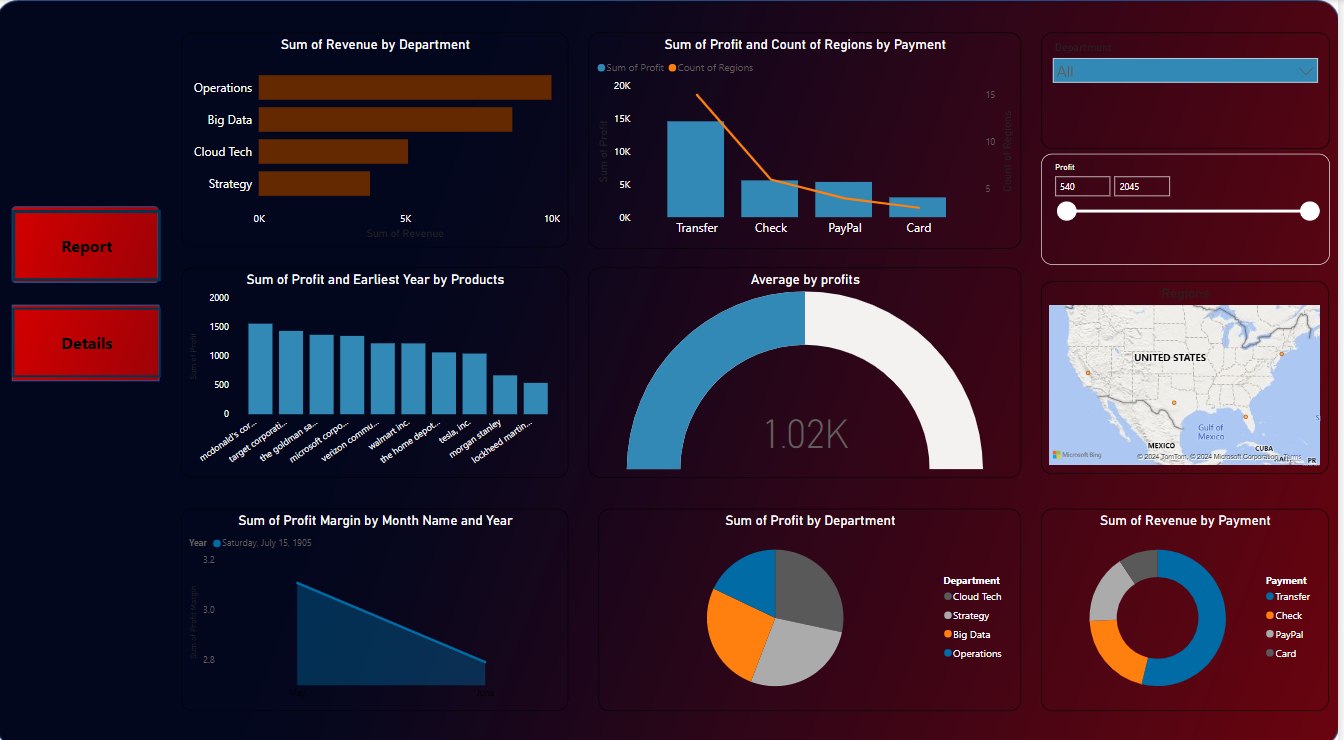 Report
Details
Sum of Revenue by Department
Operations
Big Data
Cloud Tech
Strategy
0K 5K 10K
Sum of Revenue
Sum of Profit and Count of Regions by Payment
Sum of Profit Count of Regions
20K
15K
10K
5K
0K
Sum of Profit
15
10
5
Count of Regions
Transfer Check PayPal Card
Department
All
Profit
540 2045
Sum of Profit and Earliest Year by Products
2000
1500
1000
500
0
Sum of Profit
mcdonald's cor...
target corporati...
the goldman sa...
microsoft corpo...
verizon commu...
walmart inc.
the home depot...
tesla, inc.
morgan stanley
lockheed martin...
Average by profits
1.02K
Regions
UNITED STATES
Gulf of
Mexico
MEXICO
CUBA
PR
Microsoft Bing
© 2024 TomTom, © 2024 Microsoft Corporation Terms
Sum of Profit Margin by Month Name and Year
Year Saturday, July 15, 1905
3.2
3.0
2.8
Sum of Profit Margin
Sum of Profit by Department
Department
Cloud Tech
Strategy
Big Data
Operations
Sum of Revenue by Payment
Payment
Transfer
Check
PayPal
Card